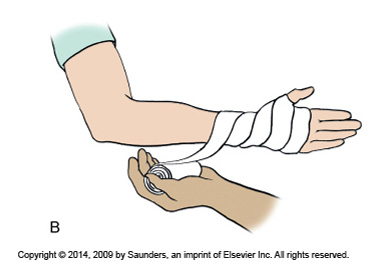 B
Copyright © 2014, 2009 by Saunders, an imprint of Elsevier Inc. All rights reserved.